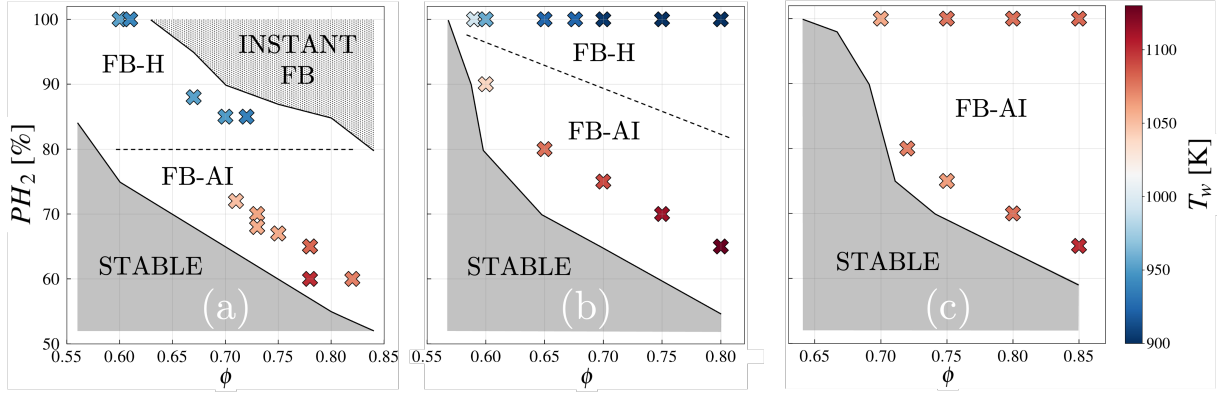 100
90
80
70
60
50
PH2 [%]
INSTANT
FB
FB-H
FB-AI
STABLE
(a)
0.55 0.60 0.65 0.70 0.75 0.80 0.85
ϕ
FB-H
FB-AI
STABLE
(b)
0.55 0.60 0.65 0.70 0.75 0.80
ϕ
FB-AI
STABLE
(c)
0.65 0.70 0.75 0.80 0.85
ϕ
1100
1050
1000
950
900
Tw [K]